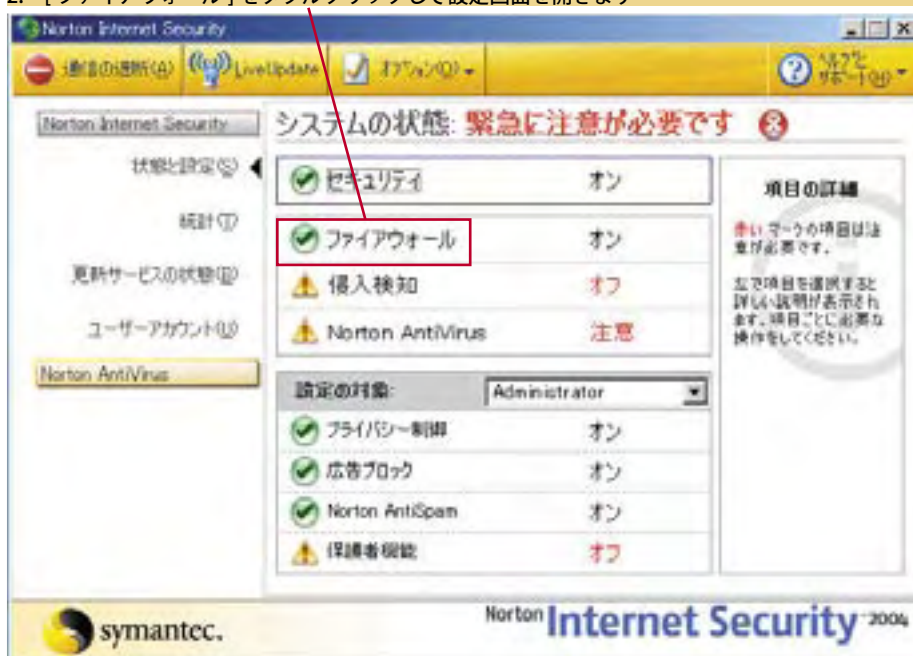 2. [ファイアウォール] をダブルクリックして設定画面を開きます
Norton Internet Security
通信の遮断(A) LiveUpdate オプション(O) ヘルプとサポート(H)
Norton Internet Security
システムの状態: 緊急に注意が必要です
状態と設定(S)
セキュリティ オン
統計(T)
ファイアウォール オン
更新サービスの状態(B)
侵入検知 オフ
ユーザーアカウント(U)
Norton AntiVirus 注意
Norton AntiVirus
設定の対象: Administrator
プライバシー制御 オン
広告ブロック オン
Norton AntiSpam オン
保護者機能 オフ
項目の詳細
赤いマークの項目は注
意が必要です。
左で項目を選択すると
詳しい説明が表示され
ます。項目ごとに必要な
操作をしてください。
symantec.
Norton Internet Security 2004